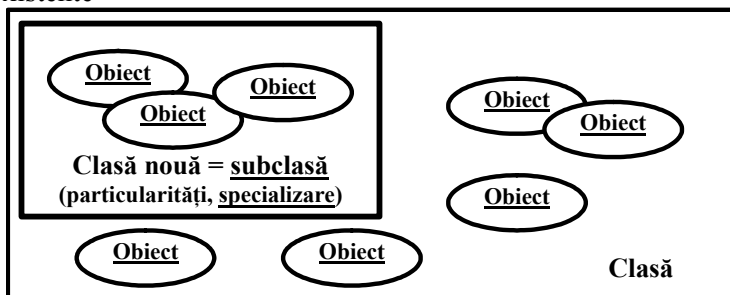 Obiect
Obiect
Obiect
Clasă nouă = subclasă
(particularități, specializare)
Obiect
Obiect
Obiect
Obiect
Obiect
Clasă